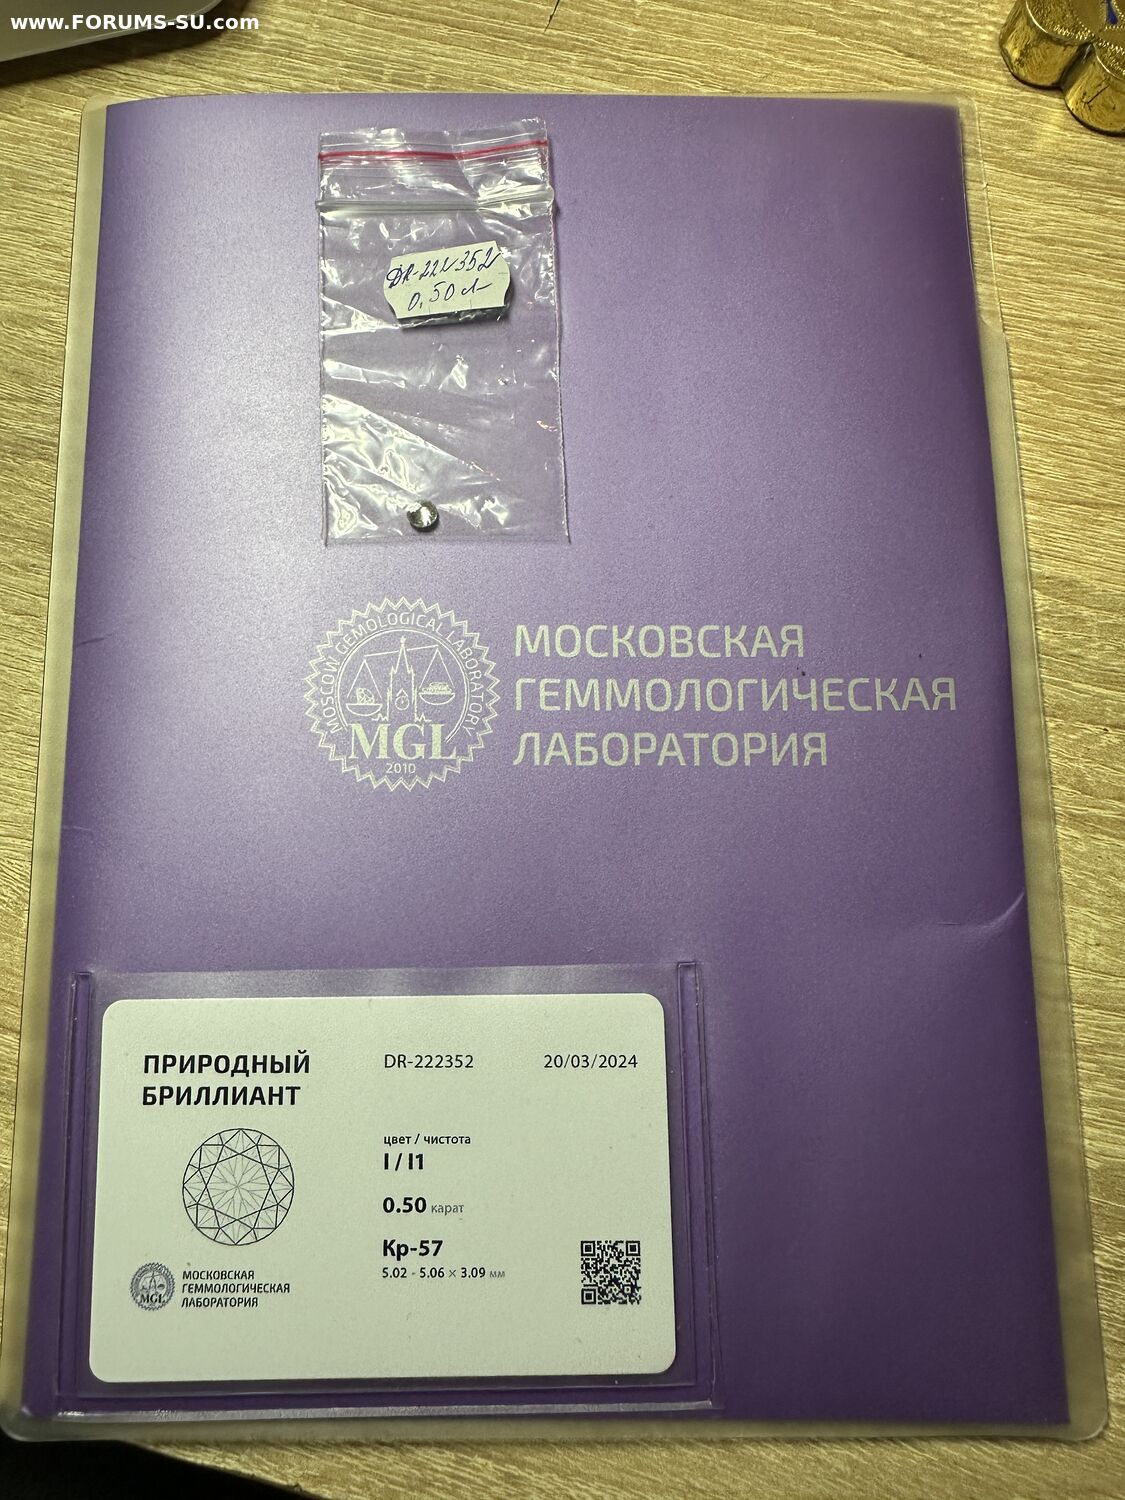 www.FORUMS-SU.com
DR-222352
0,50
MOSCOW GEMOLOGICAL LABORATORY
MGL
2010
МОСКОВСКАЯ
ГЕММОЛОГИЧЕСКАЯ
ЛАБОРАТОРИЯ
ПРИРОДНЫЙ
БРИЛЛИАНТ
DR-222352
20/03/2024
цвет / чистота
I / I1
0.50 карат
Кр-57
5.02 - 5.06 × 3.09 мм
MGL
МОСКОВСКАЯ
ГЕММОЛОГИЧЕСКАЯ
ЛАБОРАТОРИЯ